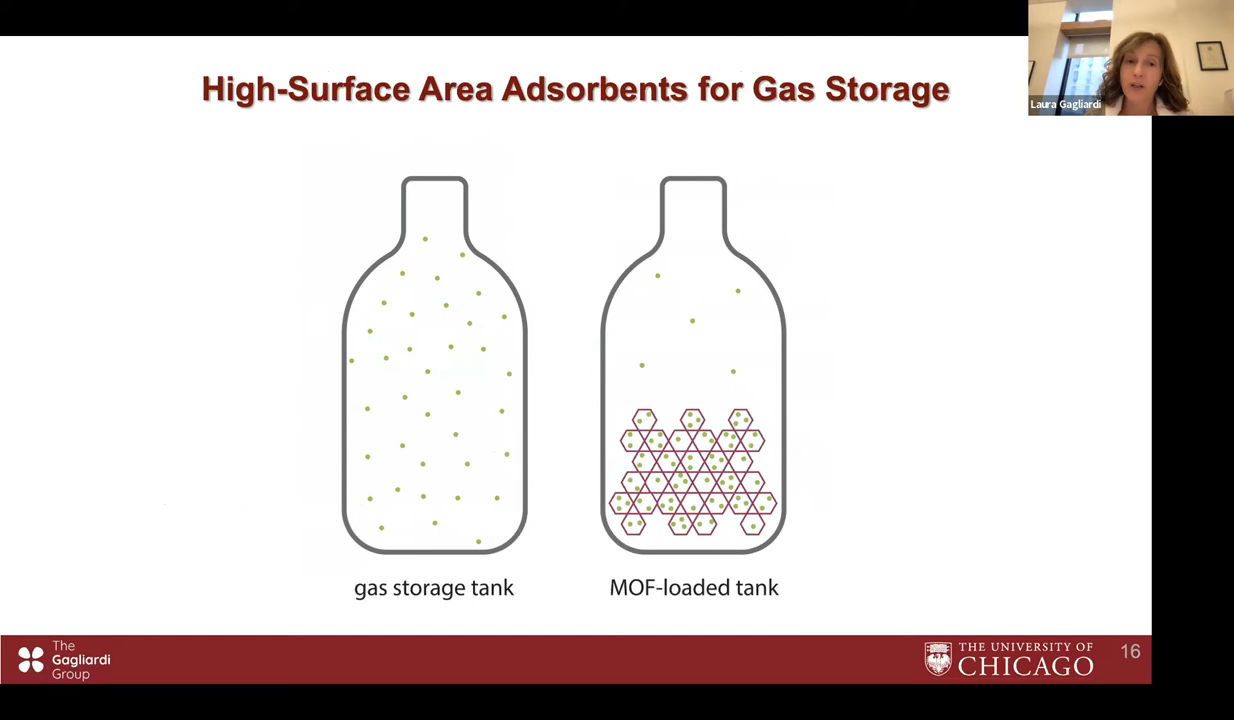 High-Surface Area Adsorbents for Gas Storage
Laura Gagliardi
gas storage tank
MOF-loaded tank
The
Gagliardi
Group
THE UNIVERSITY OF
CHICAGO
16